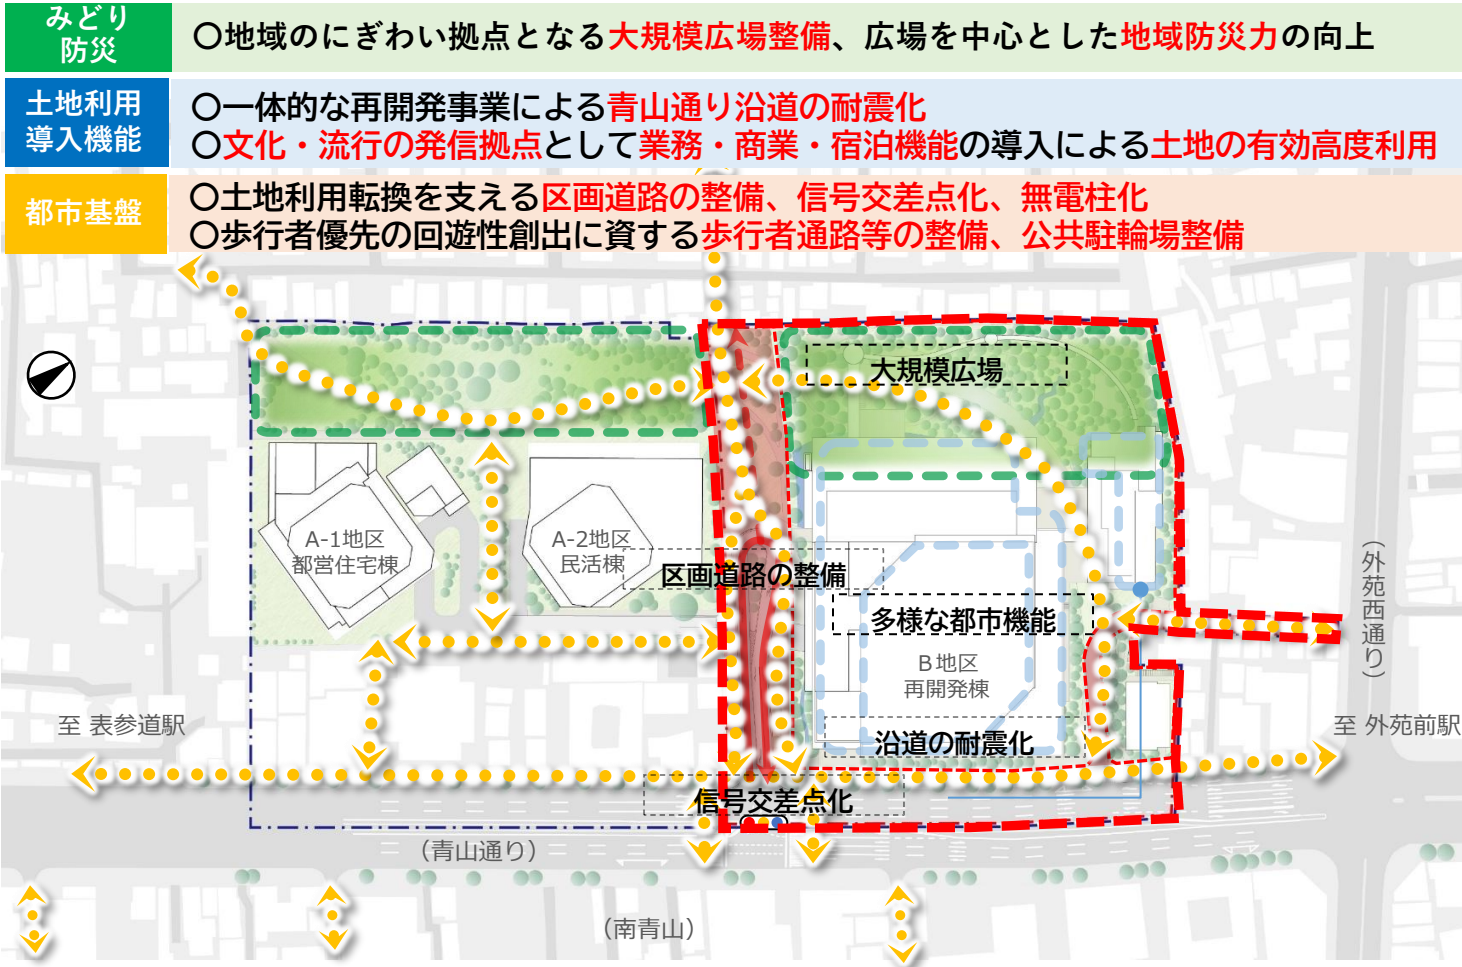 みどり
防災
〇地域のにぎわい拠点となる大規模広場整備、広場を中心とした地域防災力の向上
土地利用
導入機能
〇一体的な再開発事業による青山通り沿道の耐震化
〇文化・流行の発信拠点として業務・商業・宿泊機能の導入による土地の有効高度利用
都市基盤
〇土地利用転換を支える区画道路の整備、信号交差点化、無電柱化
〇歩行者優先の回遊性創出に資する歩行者通路等の整備、公共駐輪場整備
大規模広場
A-1地区
都営住宅棟
A-2地区
民活棟
区画道路の整備
多様な都市機能
B地区
再開発棟
(外苑西通り)
至 表参道駅
至 外苑前駅
沿道の耐震化
信号交差点化
(青山通り)
(南青山)